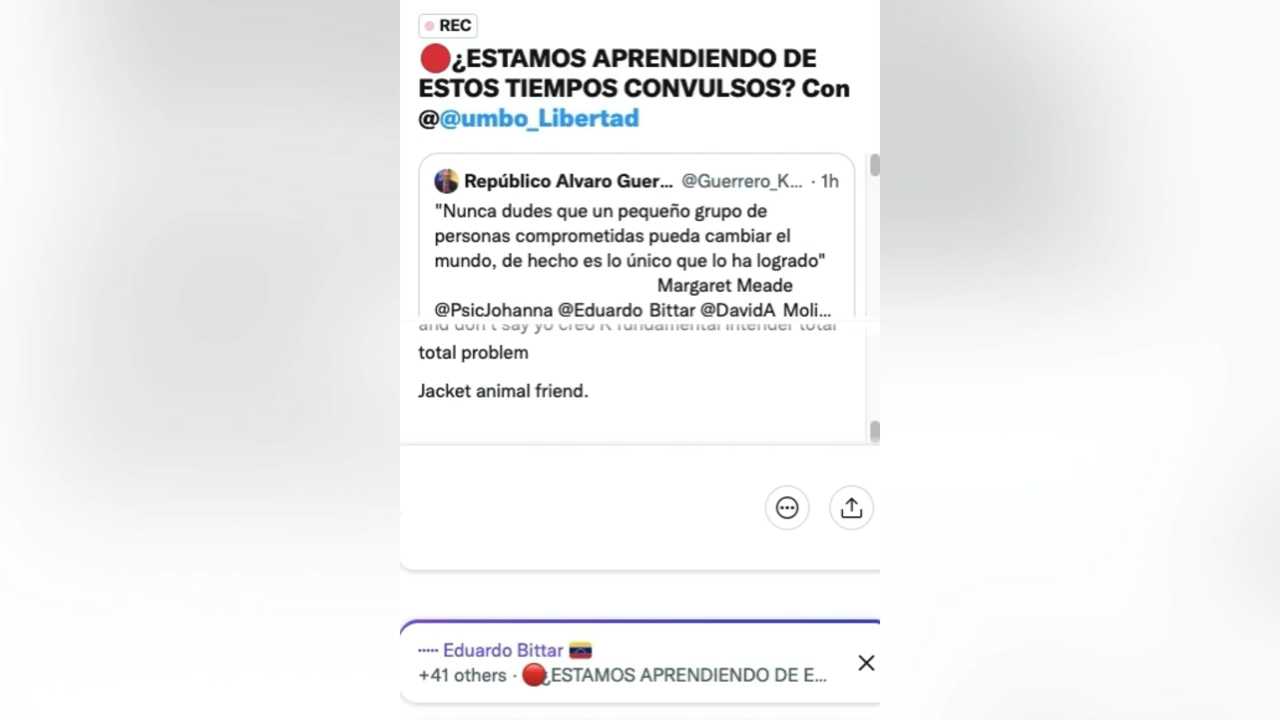 REC
🔴¿ESTAMOS APRENDIENDO DE
ESTOS TIEMPOS CONVULSOS? Con
@@umbo_Libertad
Repúblico Alvaro Guer... @Guerrero_K... · 1h
"Nunca dudes que un pequeño grupo de
personas comprometidas pueda cambiar el
mundo, de hecho es lo único que lo ha logrado"
Margaret Meade
@PsicJohanna @Eduardo_Bittar @DavidA_Moli...
and don't say yo creo K fundamental intender total
total problem
Jacket animal friend.
Eduardo Bittar 🇻🇪
+41 others · 🔴¿ESTAMOS APRENDIENDO DE E...